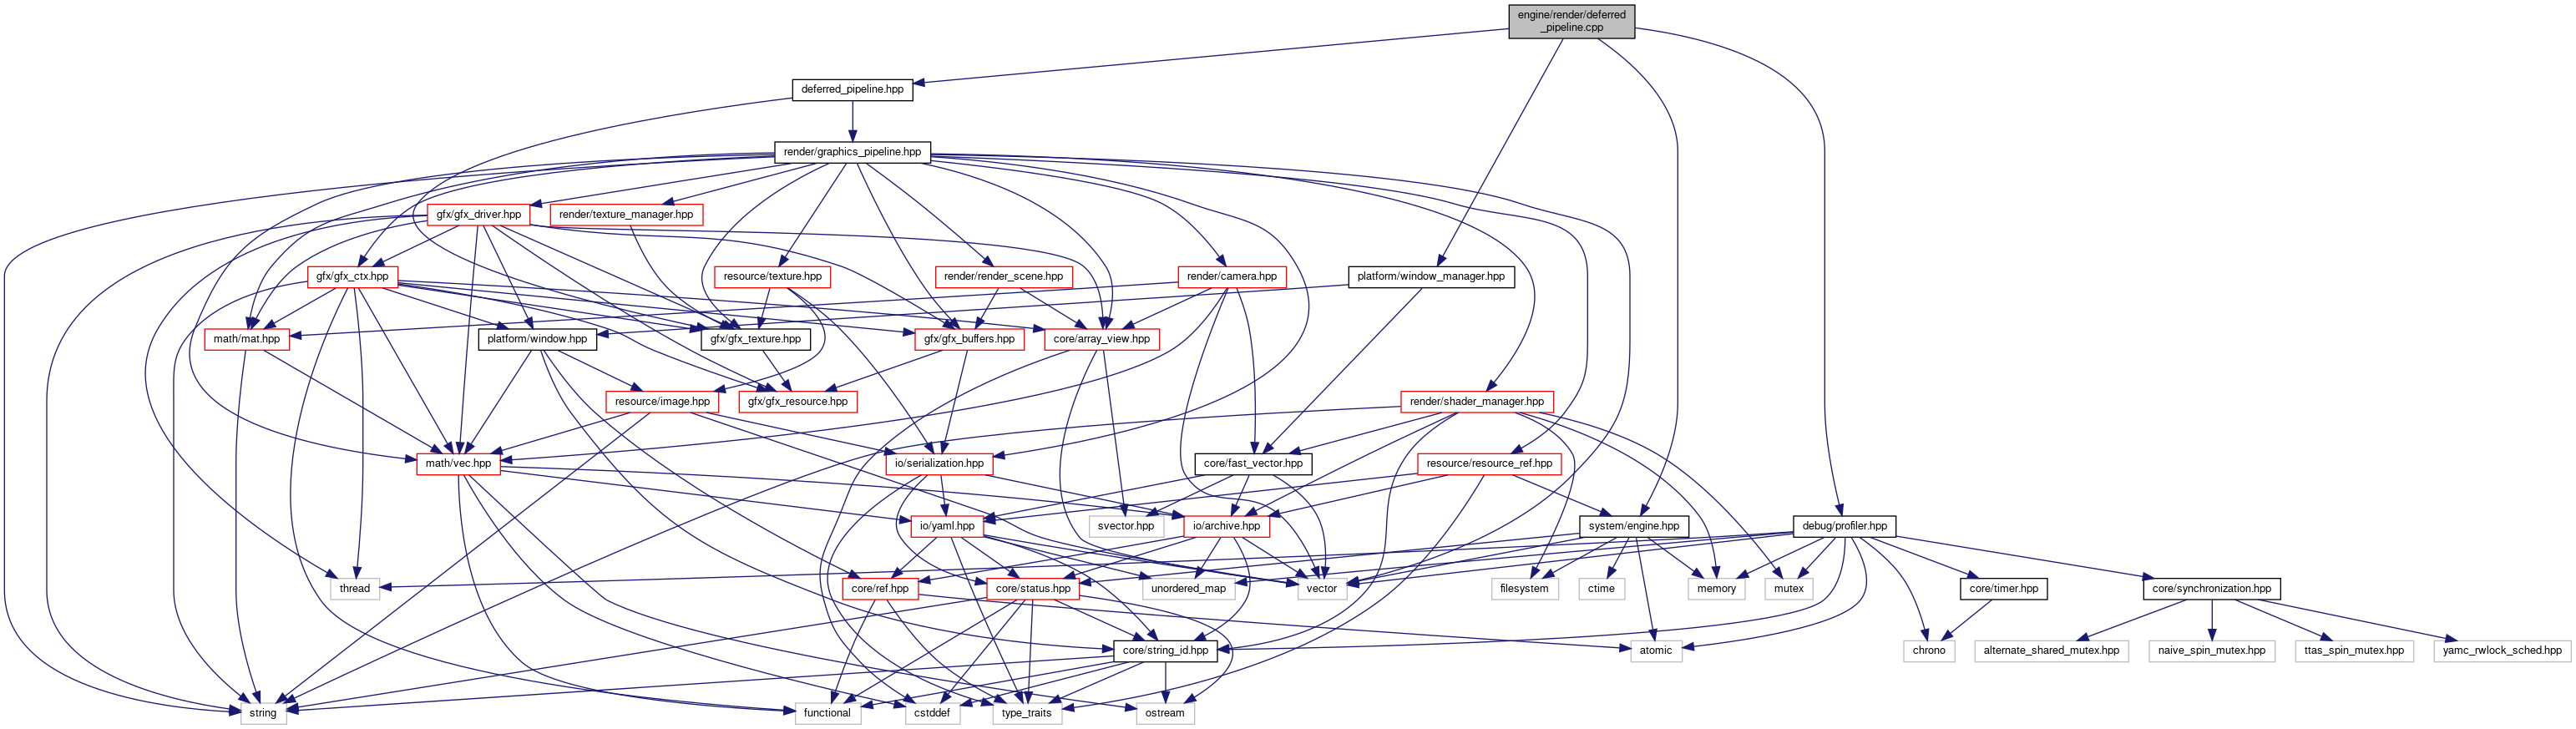 engine/render/deferred
_pipeline.cpp
deferred_pipeline.hpp
render/graphics_pipeline.hpp
gfx/gfx_driver.hpp
render/texture_manager.hpp
gfx/gfx_ctx.hpp
resource/texture.hpp
render/render_scene.hpp
render/camera.hpp
platform/window_manager.hpp
math/mat.hpp
platform/window.hpp
gfx/gfx_texture.hpp
gfx/gfx_buffers.hpp
core/array_view.hpp
resource/image.hpp
gfx/gfx_resource.hpp
render/shader_manager.hpp
math/vec.hpp
io/serialization.hpp
core/fast_vector.hpp
resource/resource_ref.hpp
io/yaml.hpp
svector.hpp
io/archive.hpp
system/engine.hpp
debug/profiler.hpp
thread
core/ref.hpp
core/status.hpp
unordered_map
vector
filesystem
ctime
memory
mutex
core/timer.hpp
core/synchronization.hpp
core/string_id.hpp
atomic
chrono
alternate_shared_mutex.hpp
naive_spin_mutex.hpp
ttas_spin_mutex.hpp
yamc_rwlock_sched.hpp
string
functional
cstddef
type_traits
ostream